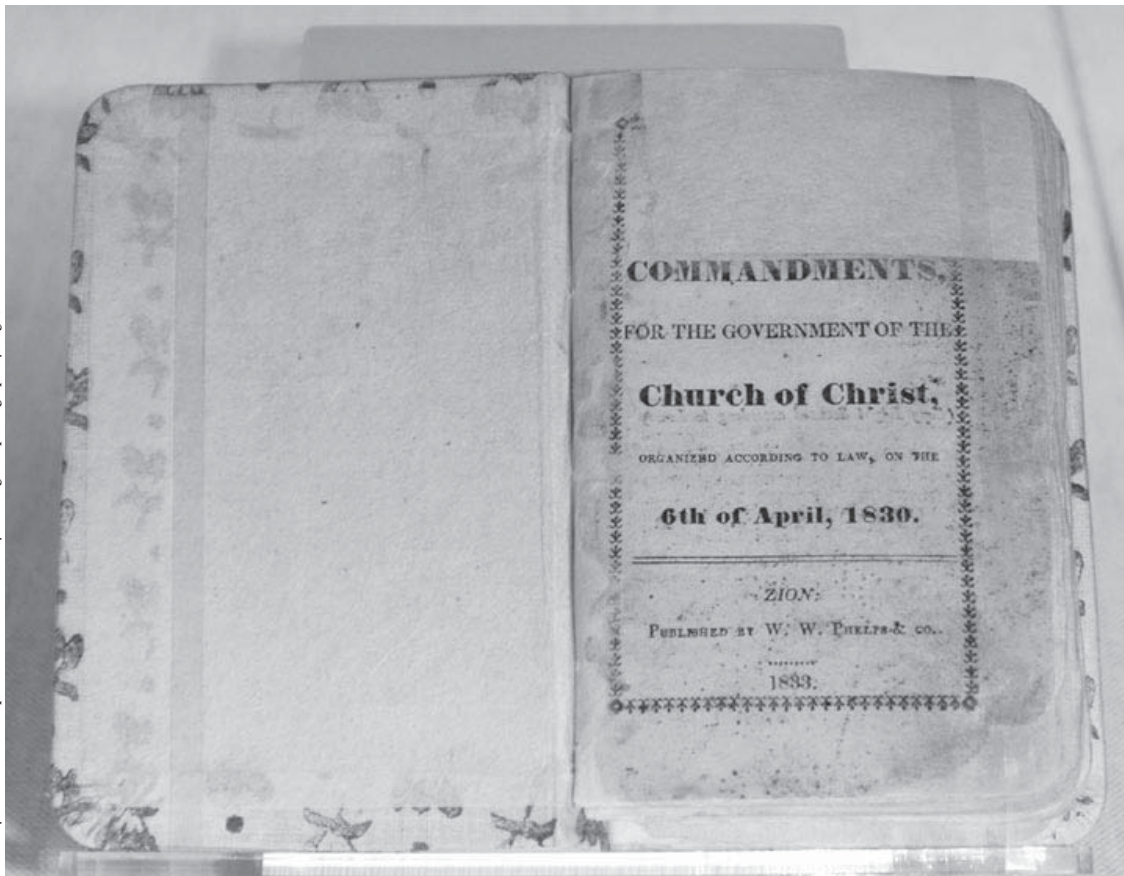 COMMANDMENTS,
FOR THE GOVERNMENT OF THE
Church of Christ,
ORGANIZED ACCORDING TO LAW, ON THE
6th of April, 1830.
ZION:
PUBLISHED BY W. W. PHELPS & CO..
1833.